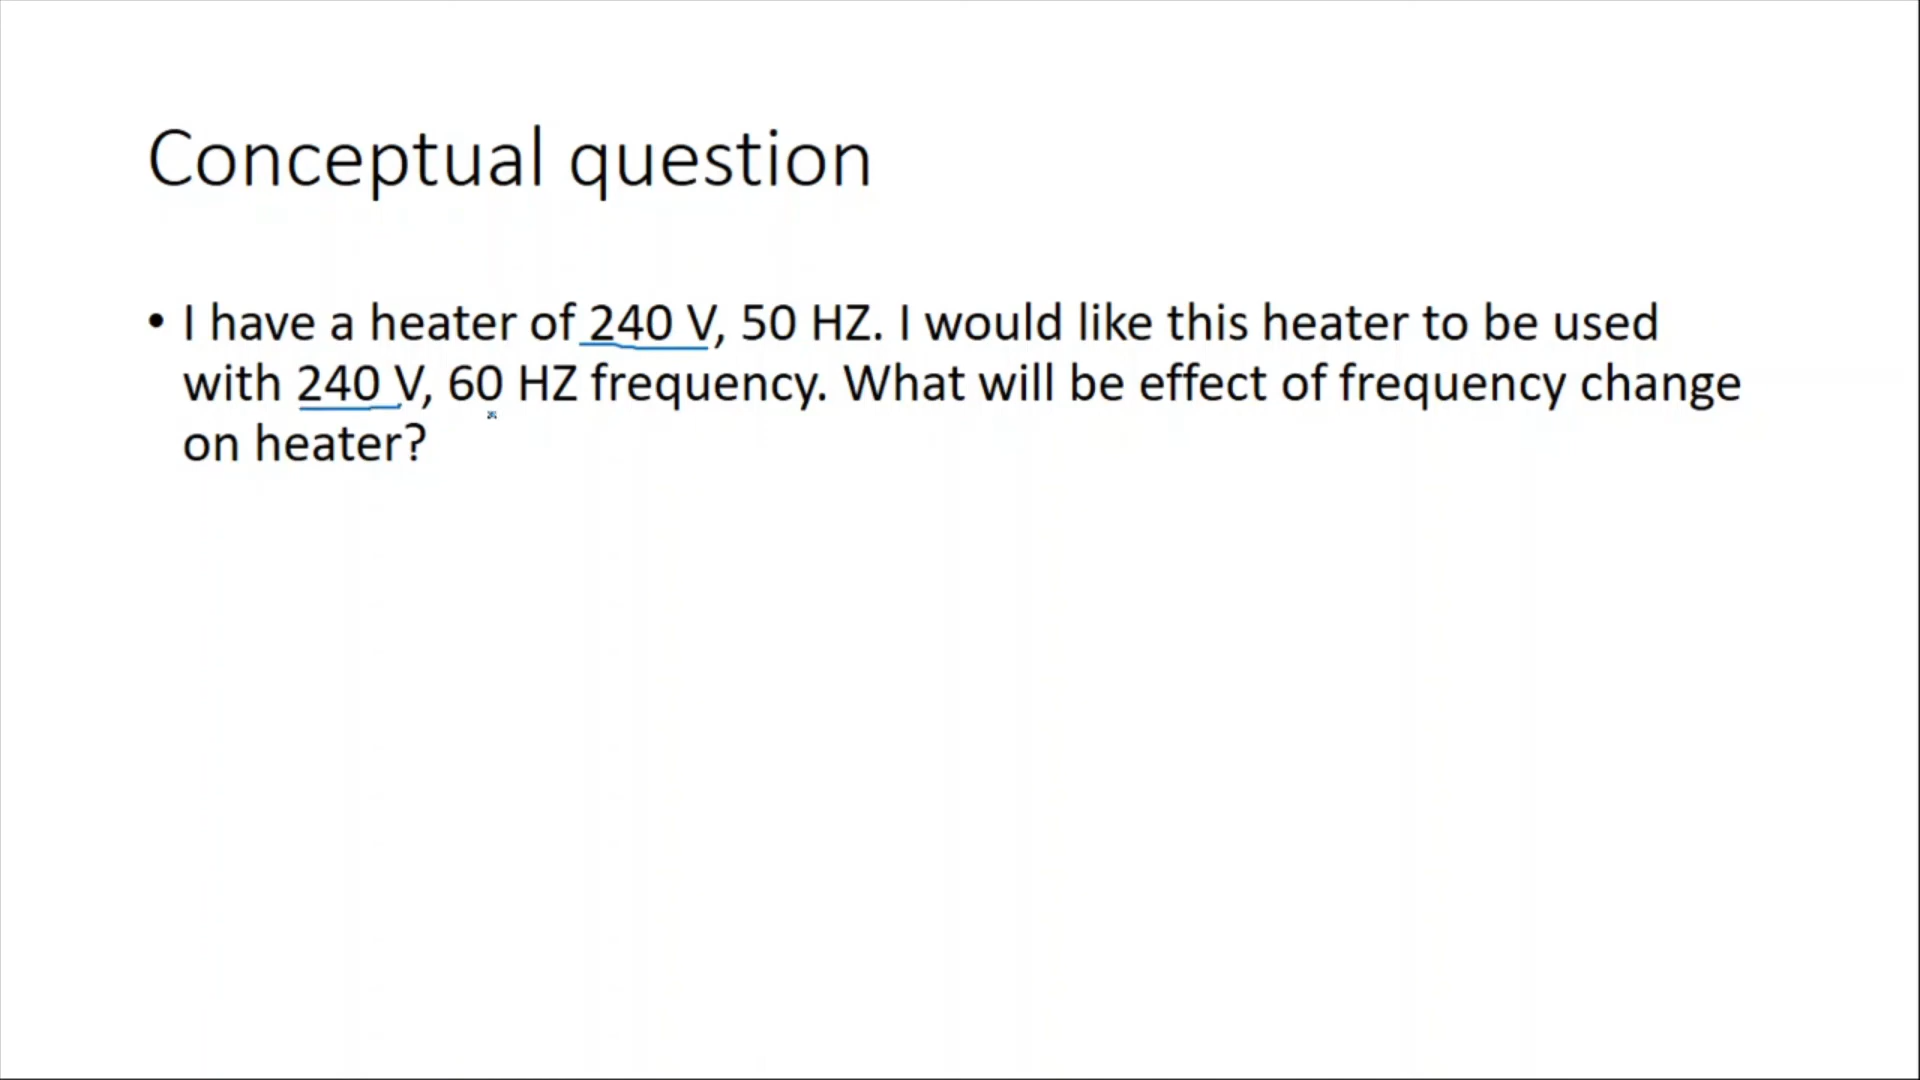 Conceptual question
• I have a heater of 240 V, 50 HZ. I would like this heater to be used
with 240 V, 60 HZ frequency. What will be effect of frequency change
on heater?